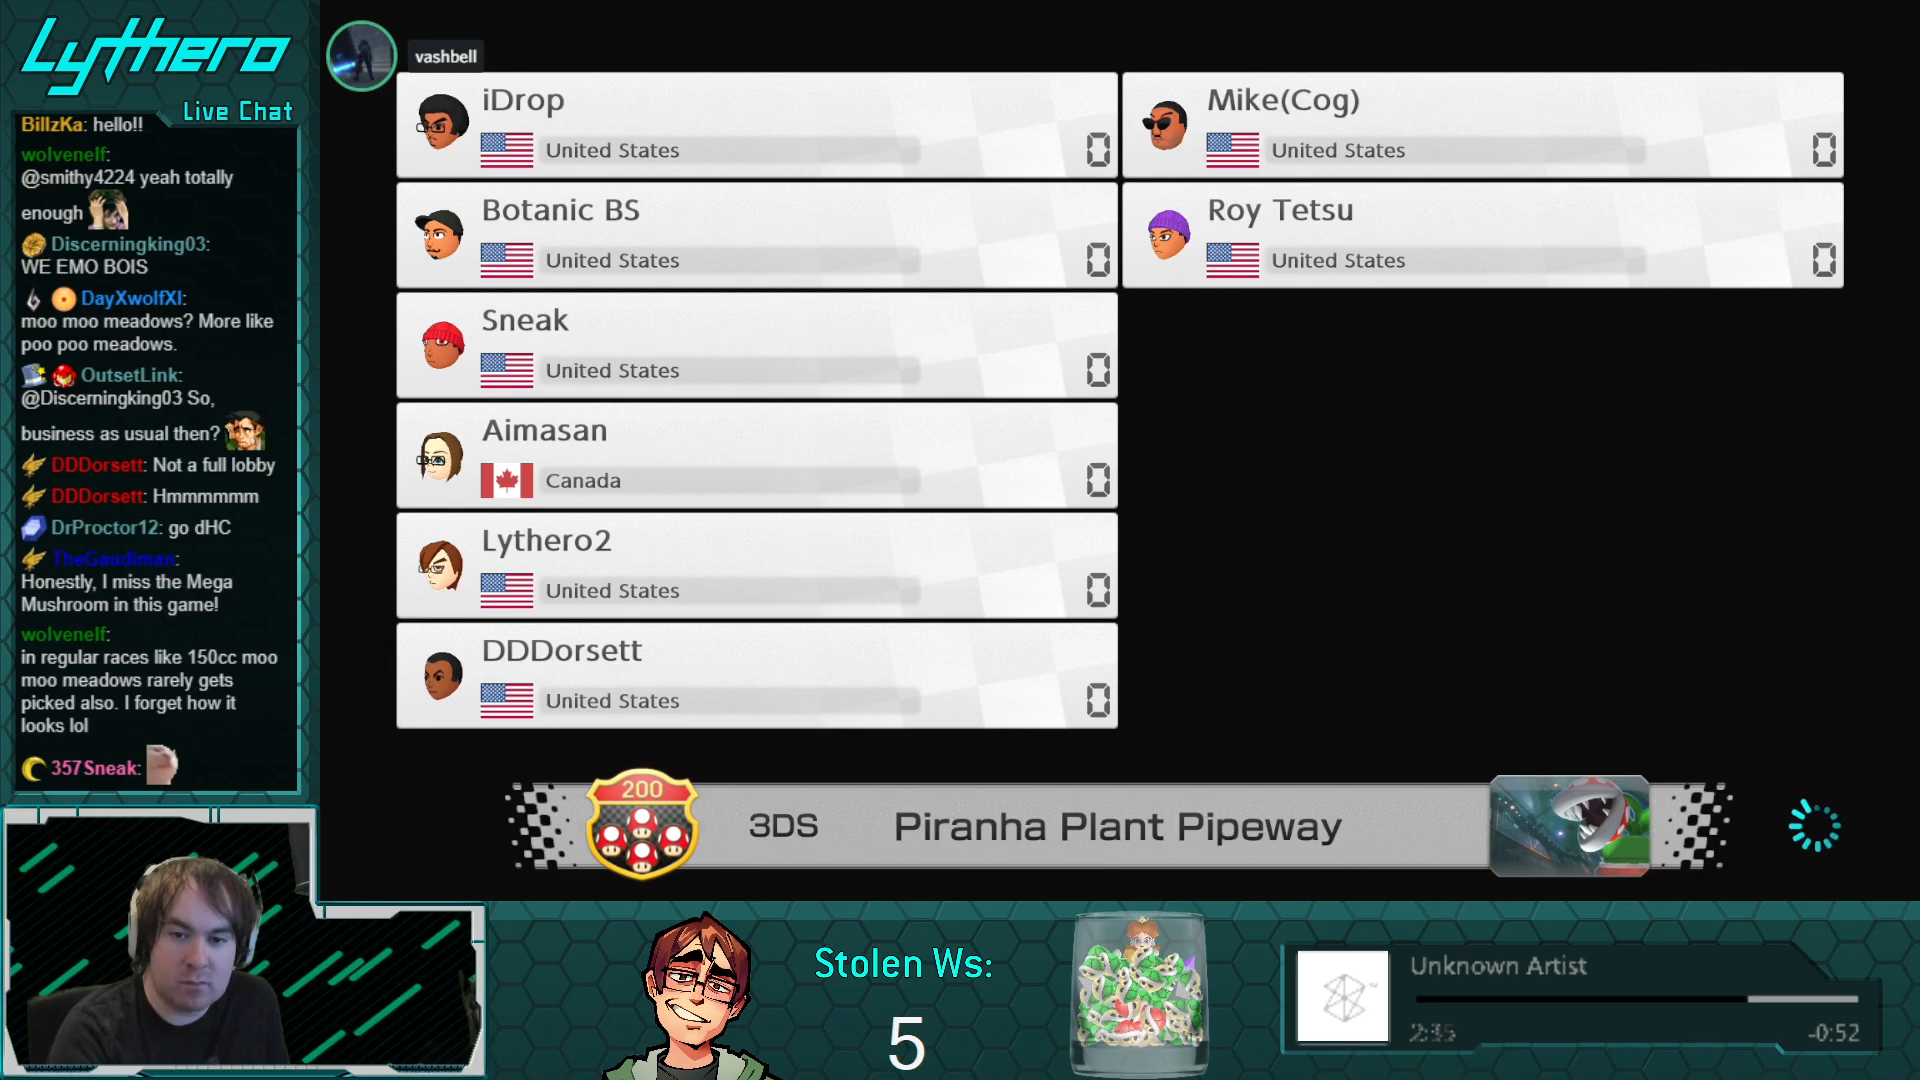 Lythero
Live Chat
BillzKa: hello!!
wolvenelf:
@smithy4224 yeah totally
enough
Discerningking03:
WE EMO BOIS
DayXwolfXI:
moo moo meadows? More like
poo poo meadows.
OutsetLink:
@Discerningking03 So,
business as usual then?
DDDorsett: Not a full lobby
DDDorsett: Hmmmmmm
DrProctor12: go dHC
TheGaudiman:
Honestly, I miss the Mega
Mushroom in this game!
wolvenelf:
in regular races like 150cc moo
moo meadows rarely gets
picked also. I forget how it
looks lol
357Sneak:
vashbell
iDrop
United States
0
Botanic BS
United States
0
Sneak
United States
0
Aimasan
Canada
0
Lythero2
United States
0
DDDorsett
United States
0
Mike(Cog)
United States
0
Roy Tetsu
United States
0
200
3DS
Piranha Plant Pipeway
Stolen Ws:
5
Unknown Artist
-0:52